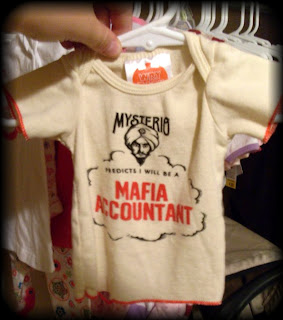 MYSTERIO
PREDICTS I WILL BE A
MAFIA
ACCOUNTANT